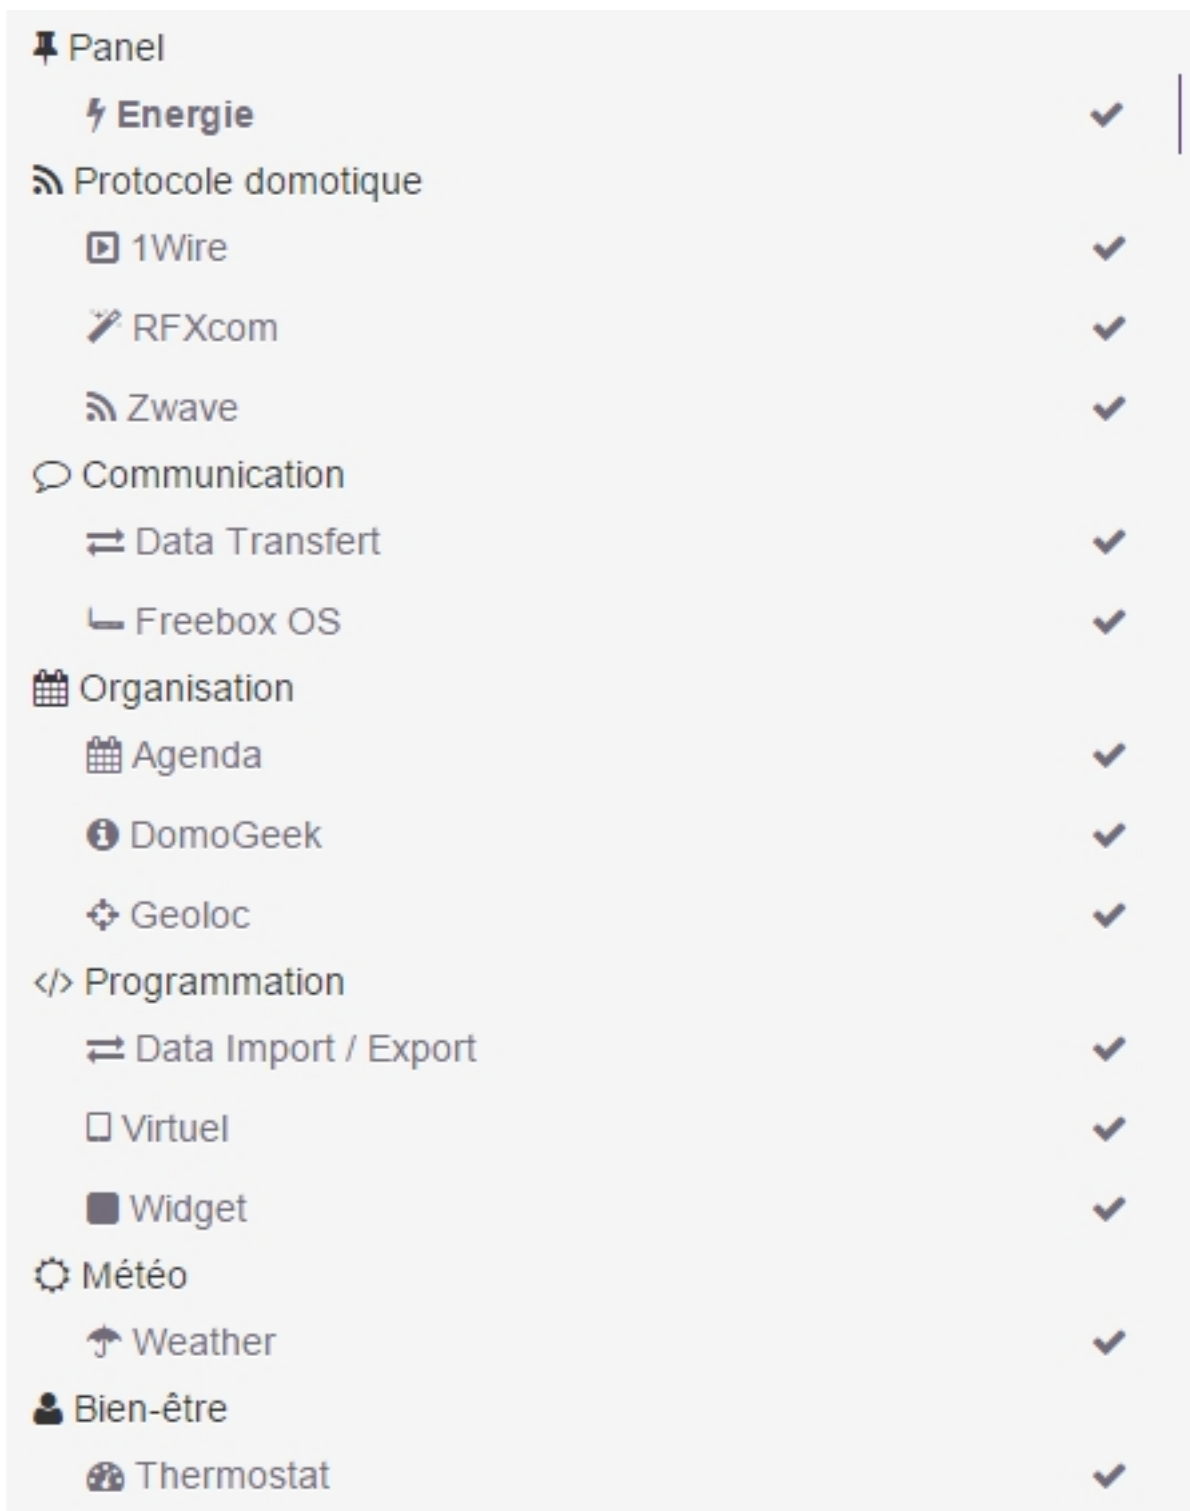 Panel
Energie
Protocole domotique
1Wire
RFXcom
Zwave
Communication
Data Transfert
Freebox OS
Organisation
Agenda
DomoGeek
Geoloc
</> Programmation
Data Import / Export
Virtuel
Widget
Météo
Weather
Bien-être
Thermostat